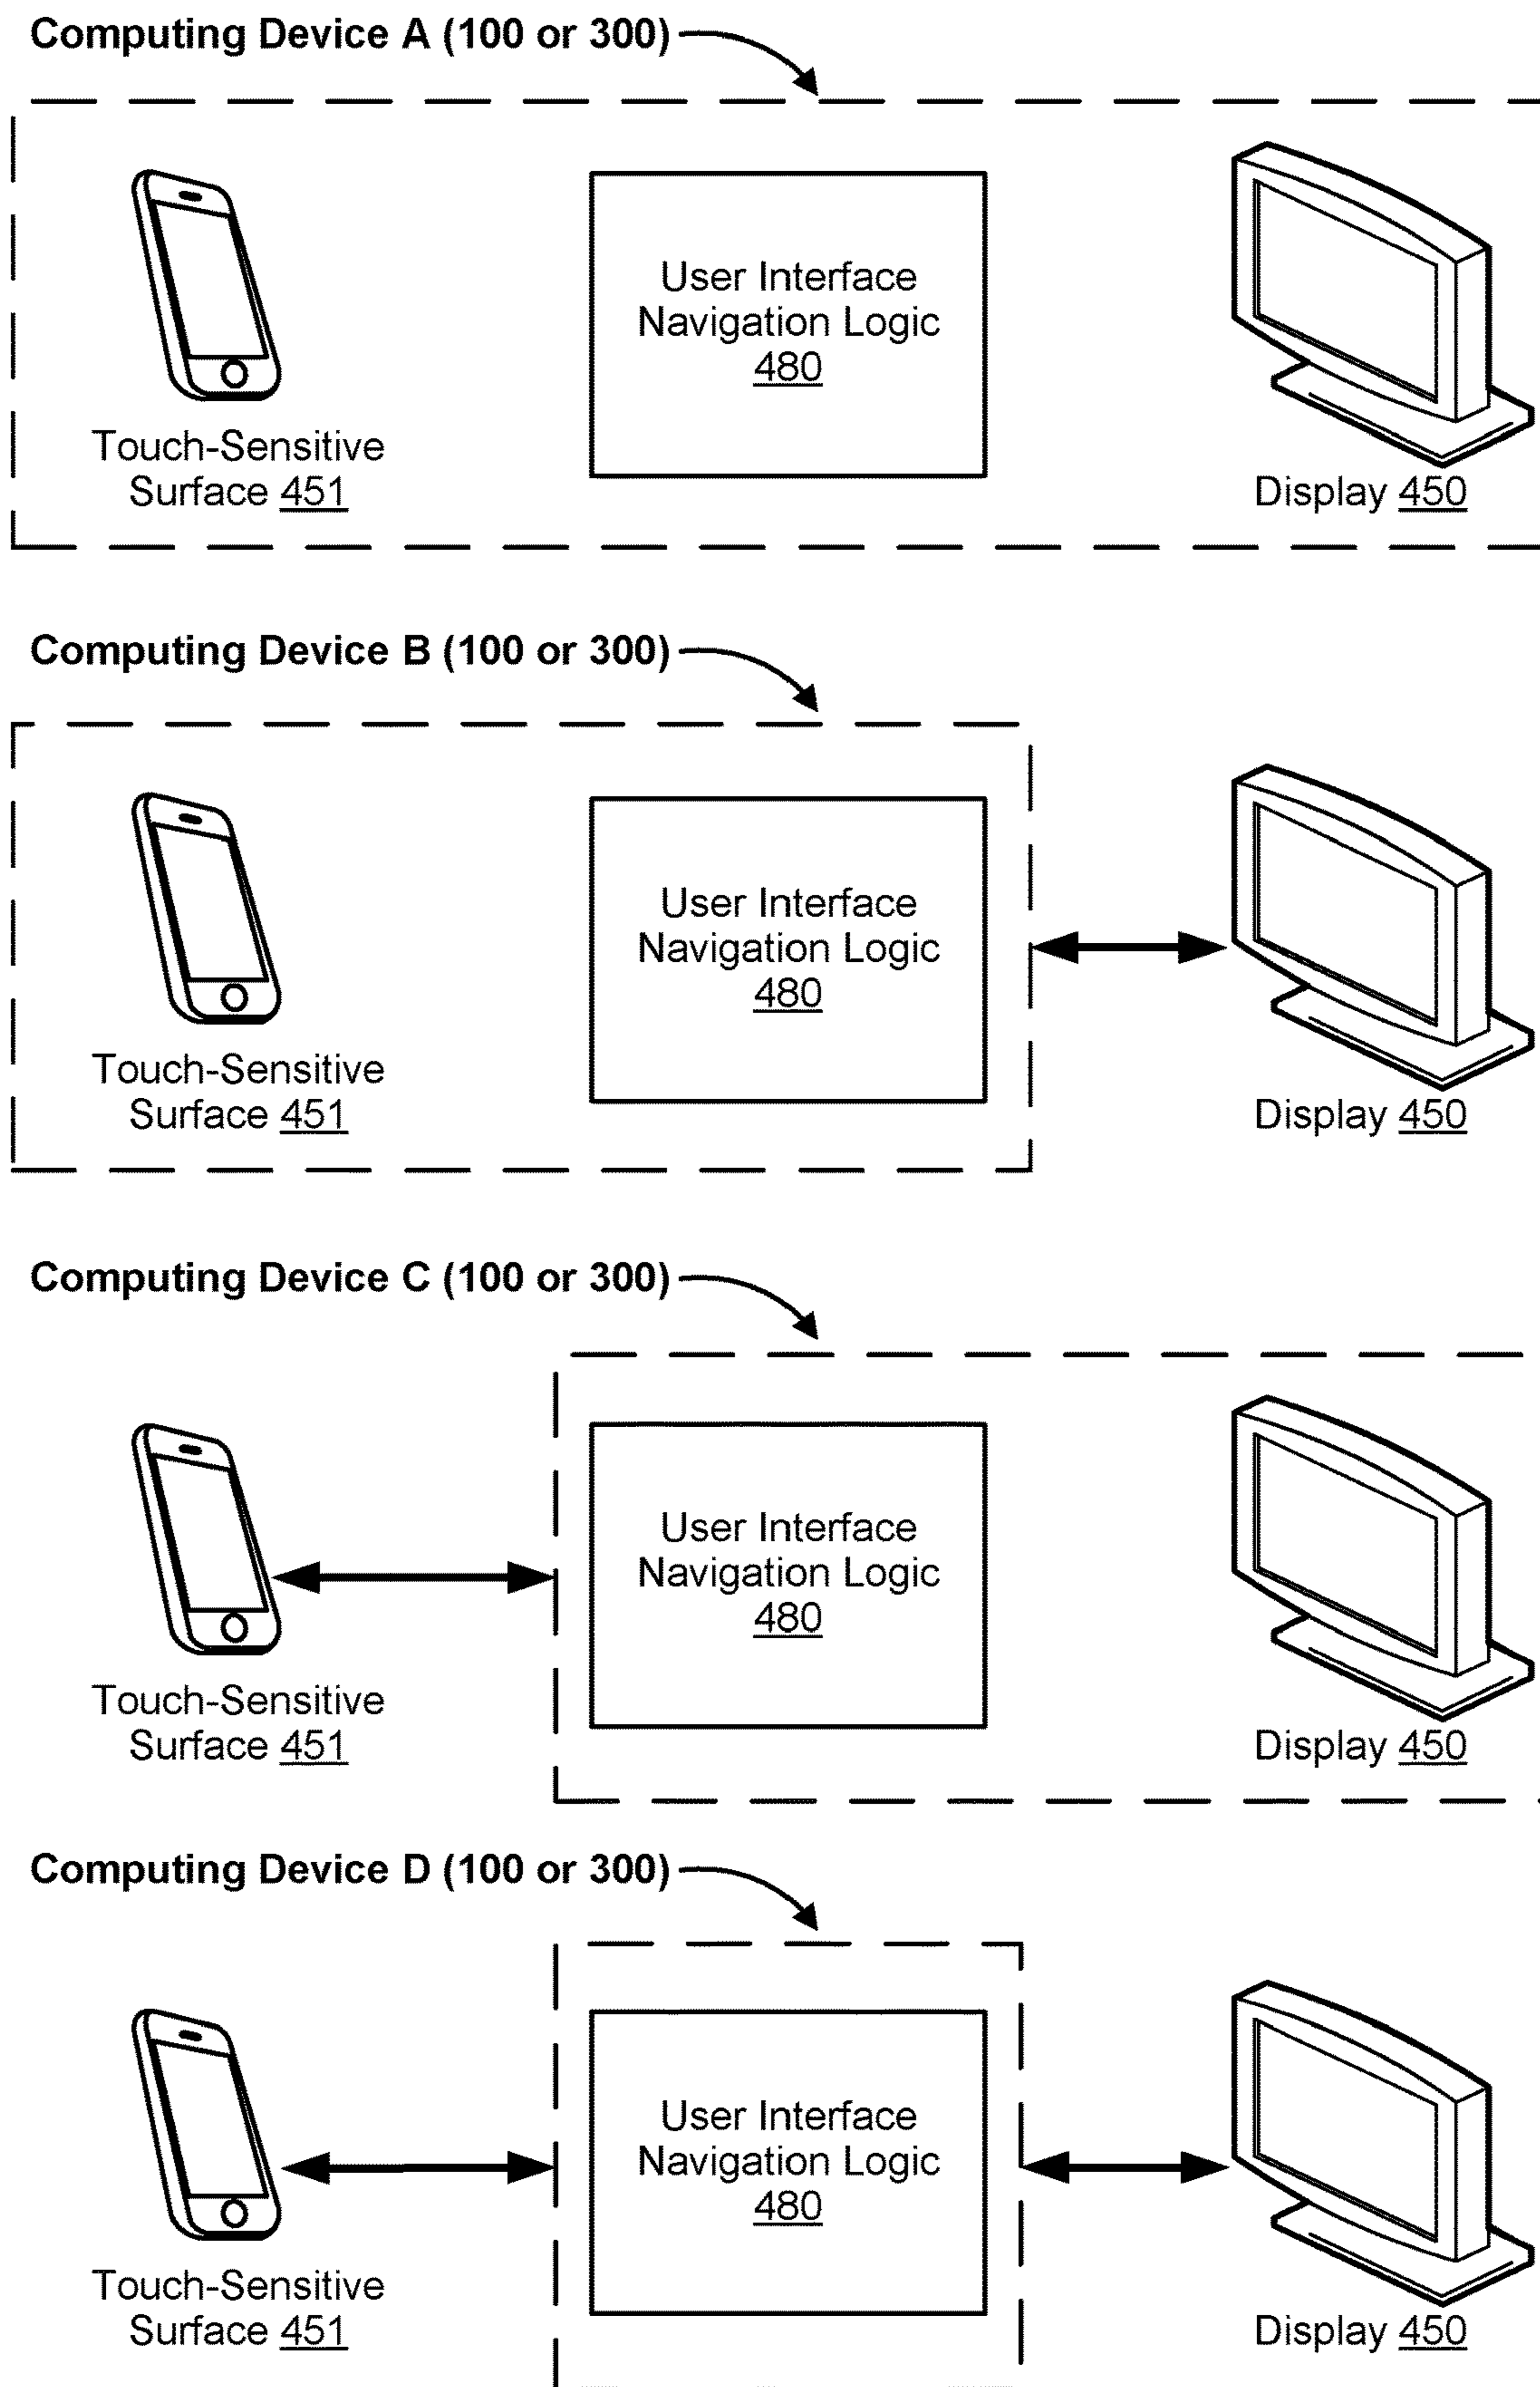 Computing Device A (100 or 300)
User Interface
Navigation Logic
480
Touch-Sensitive
Surface 451
Display 450
Computing Device B (100 or 300)
User Interface
Navigation Logic
480
Touch-Sensitive
Surface 451
Display 450
Computing Device C (100 or 300)
User Interface
Navigation Logic
480
Touch-Sensitive
Surface 451
Display 450
Computing Device D (100 or 300)
User Interface
Navigation Logic
480
Touch-Sensitive
Surface 451
Display 450